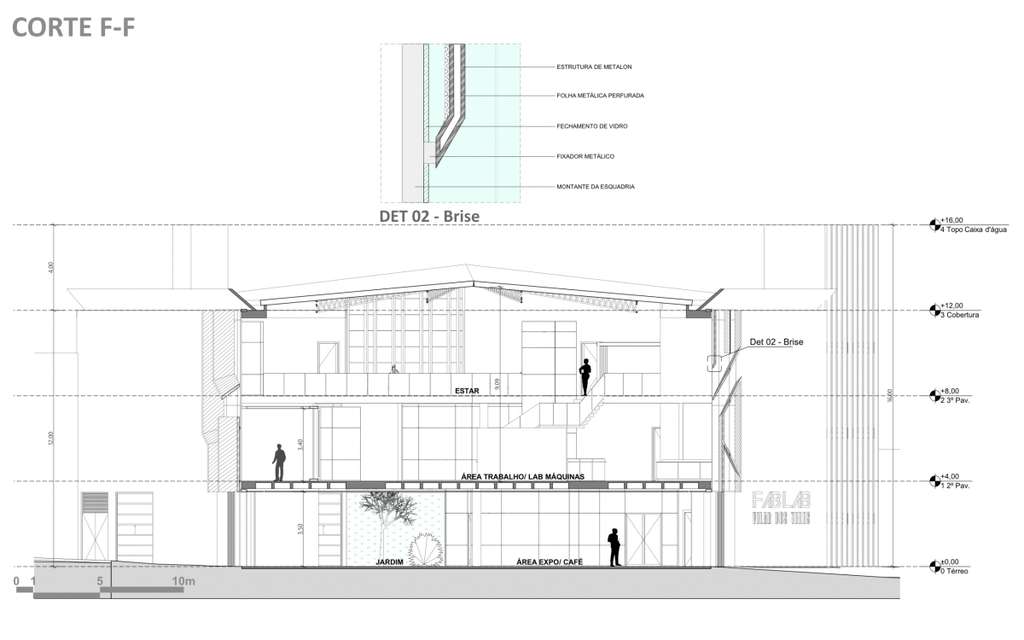 CORTE F-F
ESTRUTURA DE METALON
FOLHA METÁLICA PERFURADA
FECHAMENTO DE VIDRO
FIXADOR METÁLICO
MONTANTE DA ESQUADRIA
DET 02 - Brise
+16,00
4 Topo Caixa d'água
4,00
+12,00
3 Cobertura
Det 02 - Brise
9,09
ESTAR
+8,00
2 3º Pav.
16,00
12,00
3,40
ÁREA TRABALHO/ LAB MÁQUINAS
+4,00
1 2º Pav.
FABLAB
3,50
JARDIM
ÁREA EXPO/ CAFÉ
±0,00
0 Térreo
0 1 5 10m